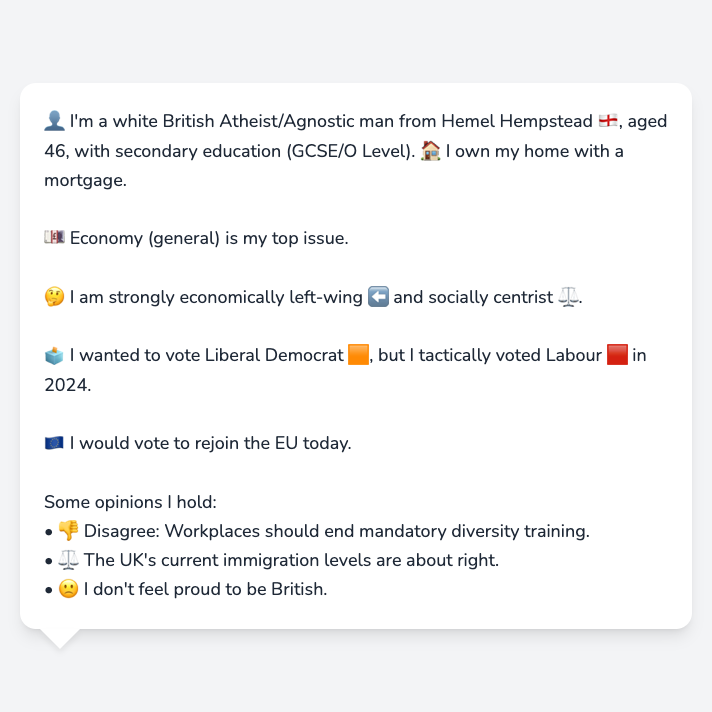 👤 I'm a white British Atheist/Agnostic man from Hemel Hempstead 🏴󠁧󠁢󠁥󠁮󠁧󠁿, aged
46, with secondary education (GCSE/O Level). 🏠 I own my home with a
mortgage.
💷 Economy (general) is my top issue.
🤔 I am strongly economically left-wing ⬅️ and socially centrist ⚖️.
🗳️ I wanted to vote Liberal Democrat 🟧, but I tactically voted Labour 🟥 in
2024.
🇪🇺 I would vote to rejoin the EU today.
Some opinions I hold:
• 👎 Disagree: Workplaces should end mandatory diversity training.
• ⚖️ The UK's current immigration levels are about right.
• 🙁 I don't feel proud to be British.